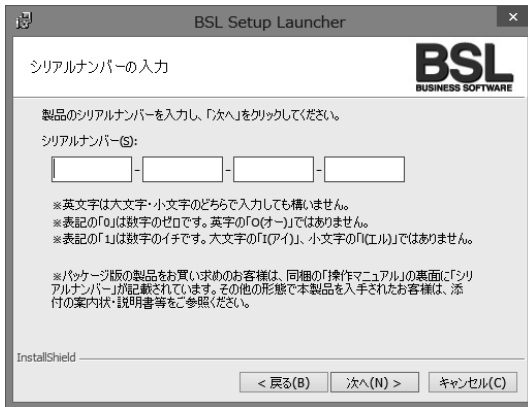 BSL Setup Launcher
シリアルナンバーの入力
BSL
BUSINESS SOFTWARE
製品のシリアルナンバーを入力し、「次へ」をクリックしてください。
シリアルナンバー(S):
- - -
※英文字は大文字・小文字のどちらで入力しても構いません。
※表記の「0」は数字のゼロです。英字の「O(オー)」ではありません。
※表記の「1」は数字のイチです。大文字の「I(アイ)」、小文字の「l(エル)」ではありません。
※パッケージ版の製品をお買い求めのお客様は、同梱の「操作マニュアル」の裏面に「シリ
アルナンバー」が記載されています。その他の形態で本製品を入手されたお客様は、添
付の案内状・説明書等をご参照ください。
InstallShield
< 戻る(B) 次へ(N) > キャンセル(C)